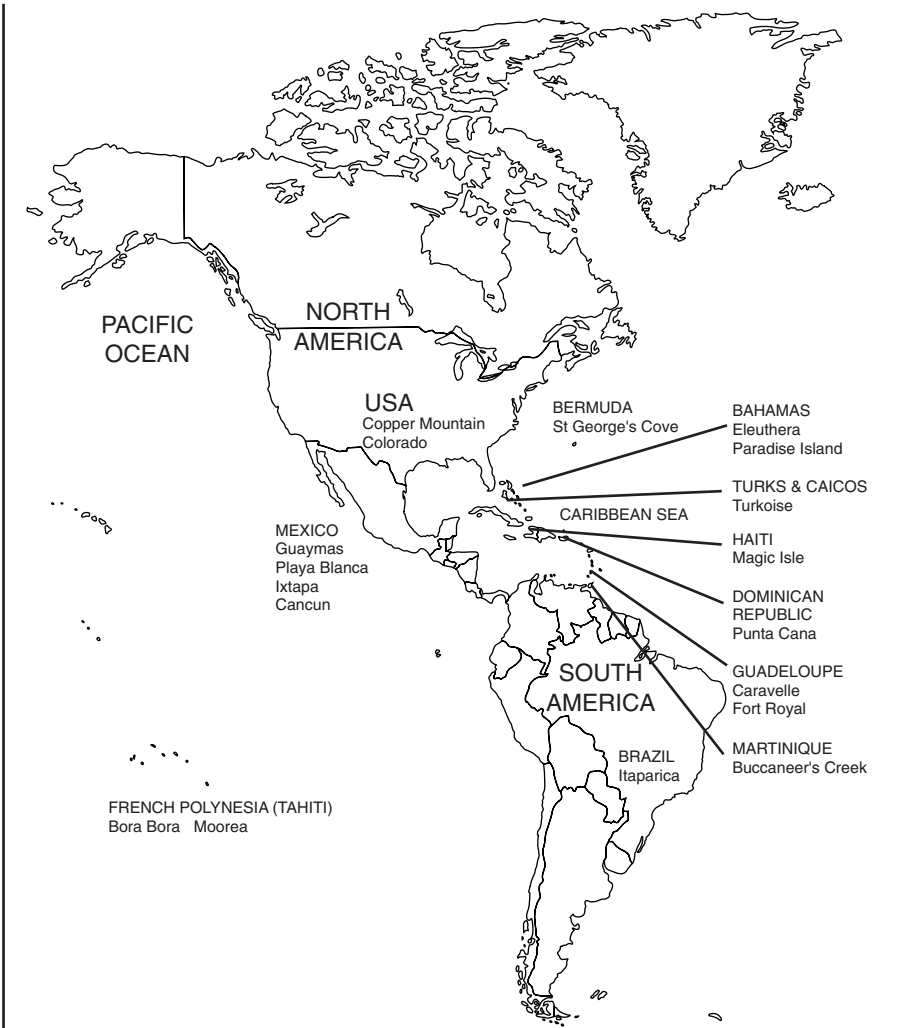 NORTH
AMERICA
PACIFIC
OCEAN
USA
Copper Mountain
Colorado
BERMUDA
St George's Cove
BAHAMAS
Eleuthera
Paradise Island
TURKS & CAICOS
Turkoise
CARIBBEAN SEA
MEXICO
Guaymas
Playa Blanca
Ixtapa
Cancun
HAITI
Magic Isle
DOMINICAN
REPUBLIC
Punta Cana
SOUTH
AMERICA
GUADELOUPE
Caravelle
Fort Royal
BRAZIL
Itaparica
MARTINIQUE
Buccaneer's Creek
FRENCH POLYNESIA (TAHITI)
Bora Bora Moorea